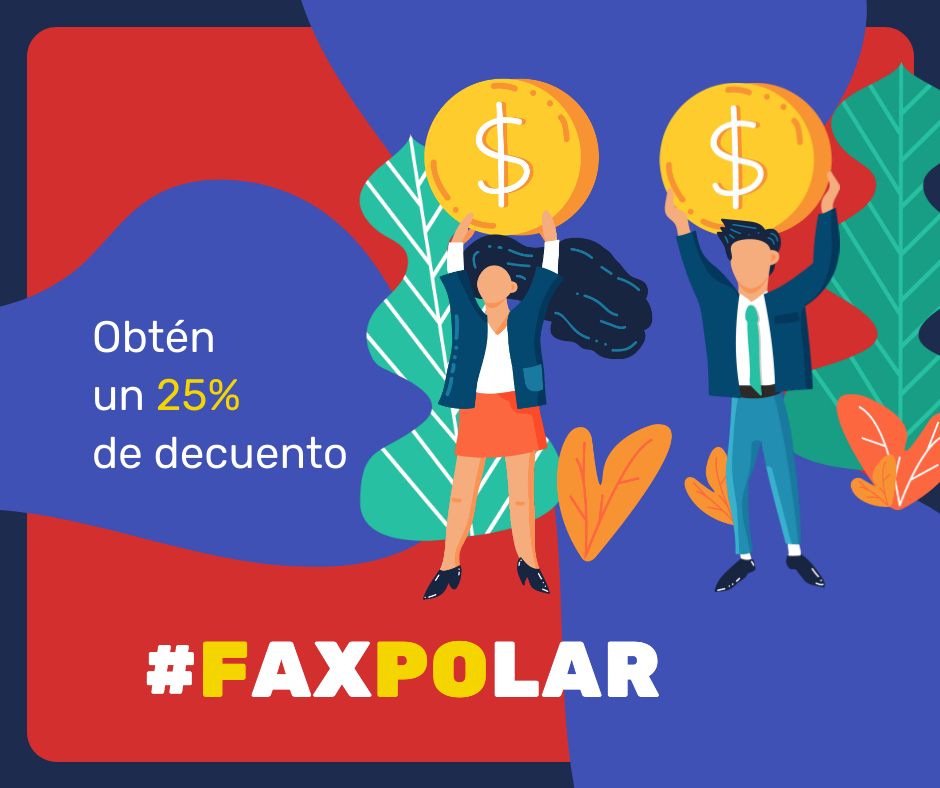 Obtén
un 25%
de decuento
$
$
#FAXPOLAR